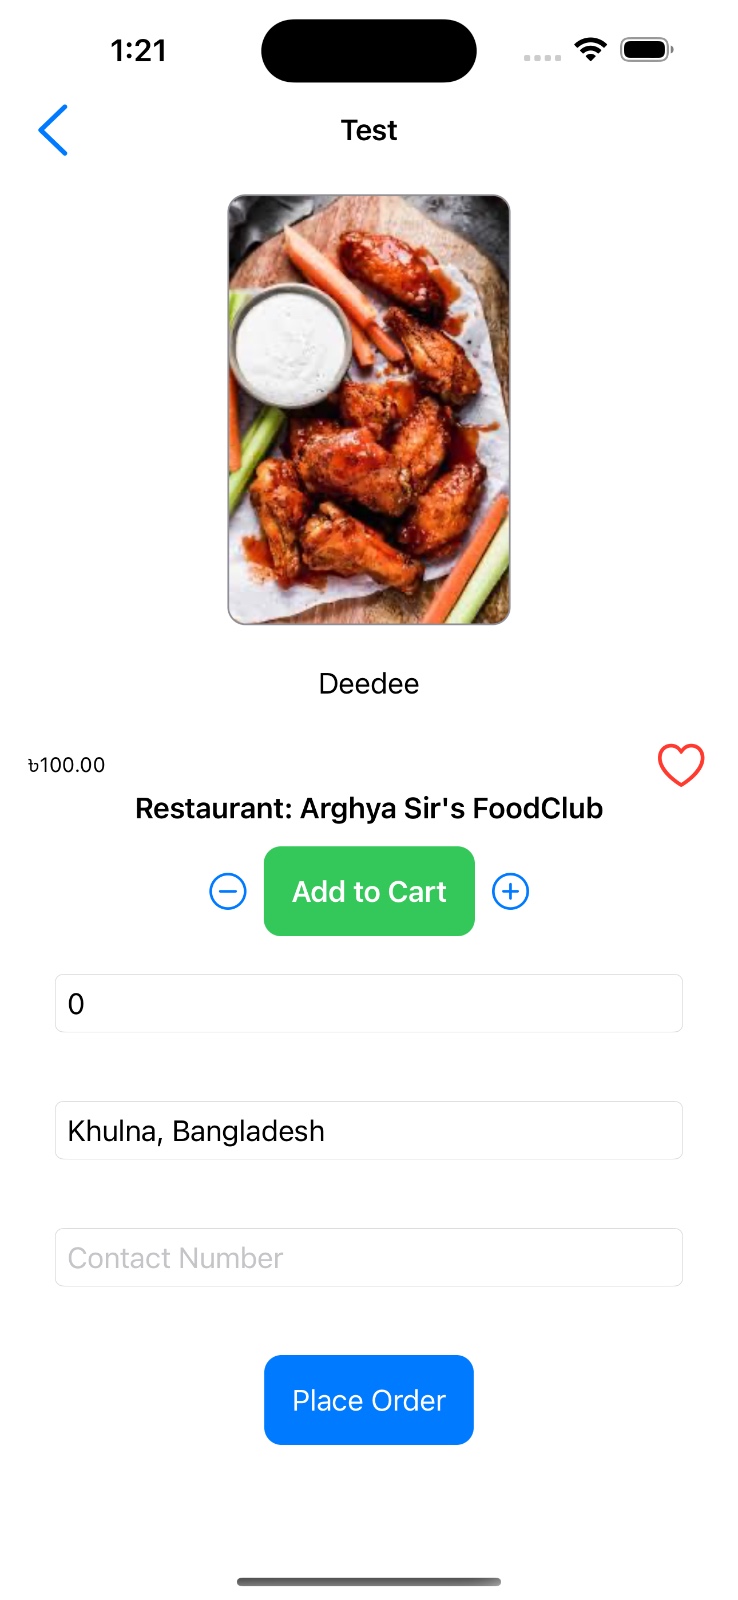 1:21
Test
Deedee
৳100.00
Restaurant: Arghya Sir's FoodClub
Add to Cart
0
Khulna, Bangladesh
Contact Number
Place Order